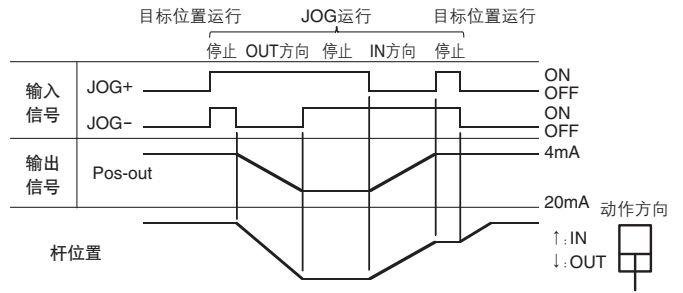 目标位置运行 JOG运行 目标位置运行
停止 OUT方向 停止 IN方向 停止
输入信号 JOG+ ON
OFF
JOG- ON
OFF
输出信号 Pos-out 4mA
20mA
动作方向
杆位置 ↑:IN
↓:OUT